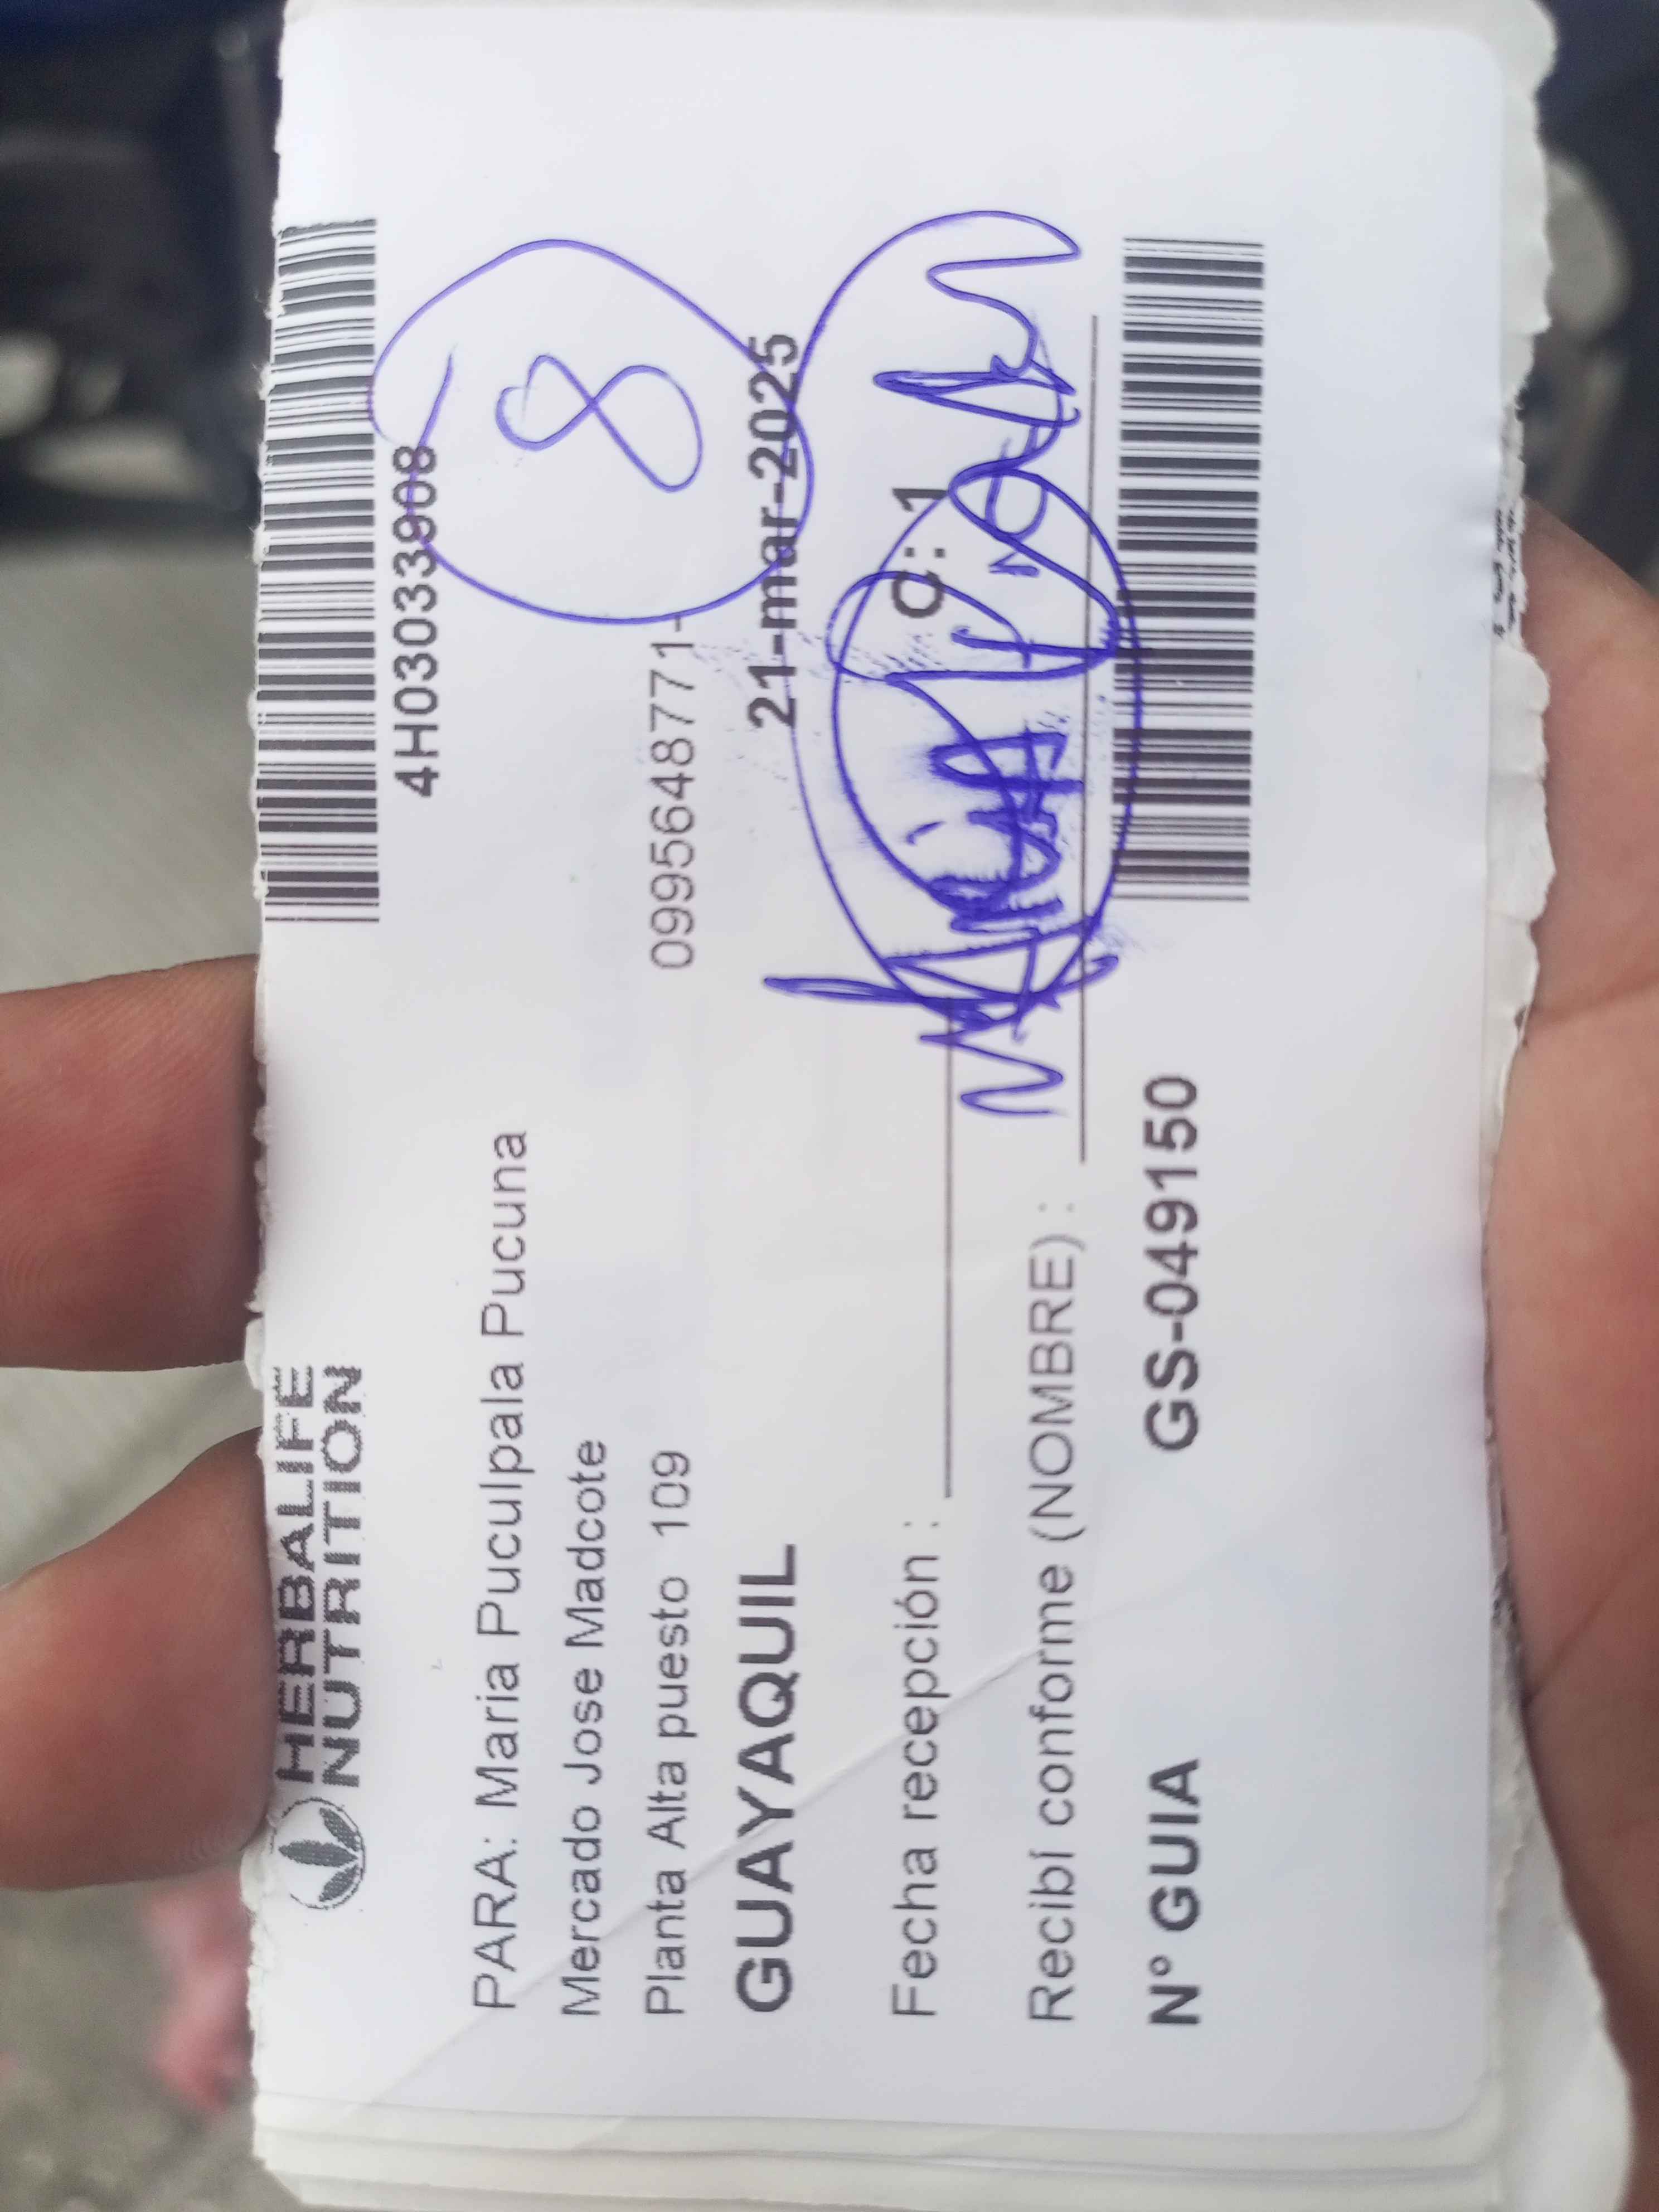 HERBALIFE
NUTRITION
4H03033908
PARA: Maria Puculpala Pucuna
8
Mercado Jose Madcote
Planta Alta puesto 109
0995648771-
GUAYAQUIL
21-mar-2025
Fecha recepción :
C: 1
Recibí conforme (NOMBRE) :
N° GUIA
GS-049150